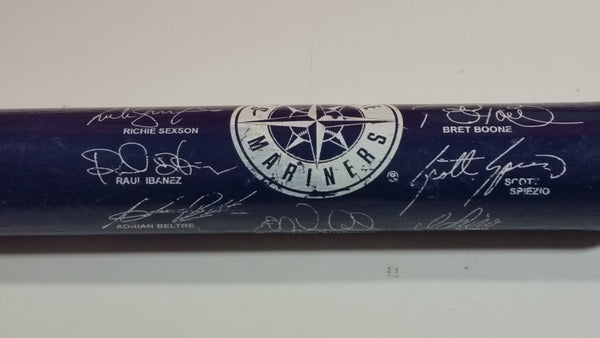 RICHIE SEXSON
BRET BOONE
MARINERS
®
RAUL IBANEZ
SCOTT
SPIEZIO
ADRIAN BELTRE